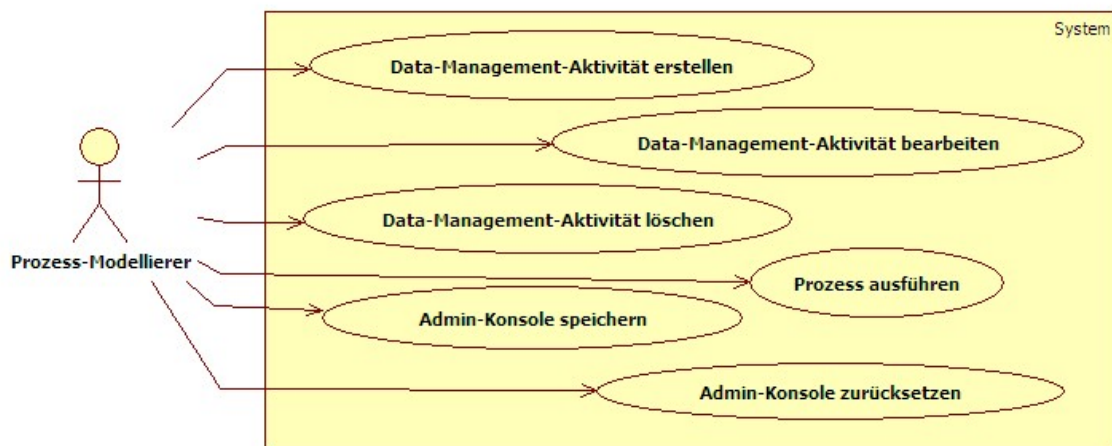 System
Data-Management-Aktivität erstellen
Data-Management-Aktivität bearbeiten
Data-Management-Aktivität löschen
Prozess-Modellierer
Prozess ausführen
Admin-Konsole speichern
Admin-Konsole zurücksetzen